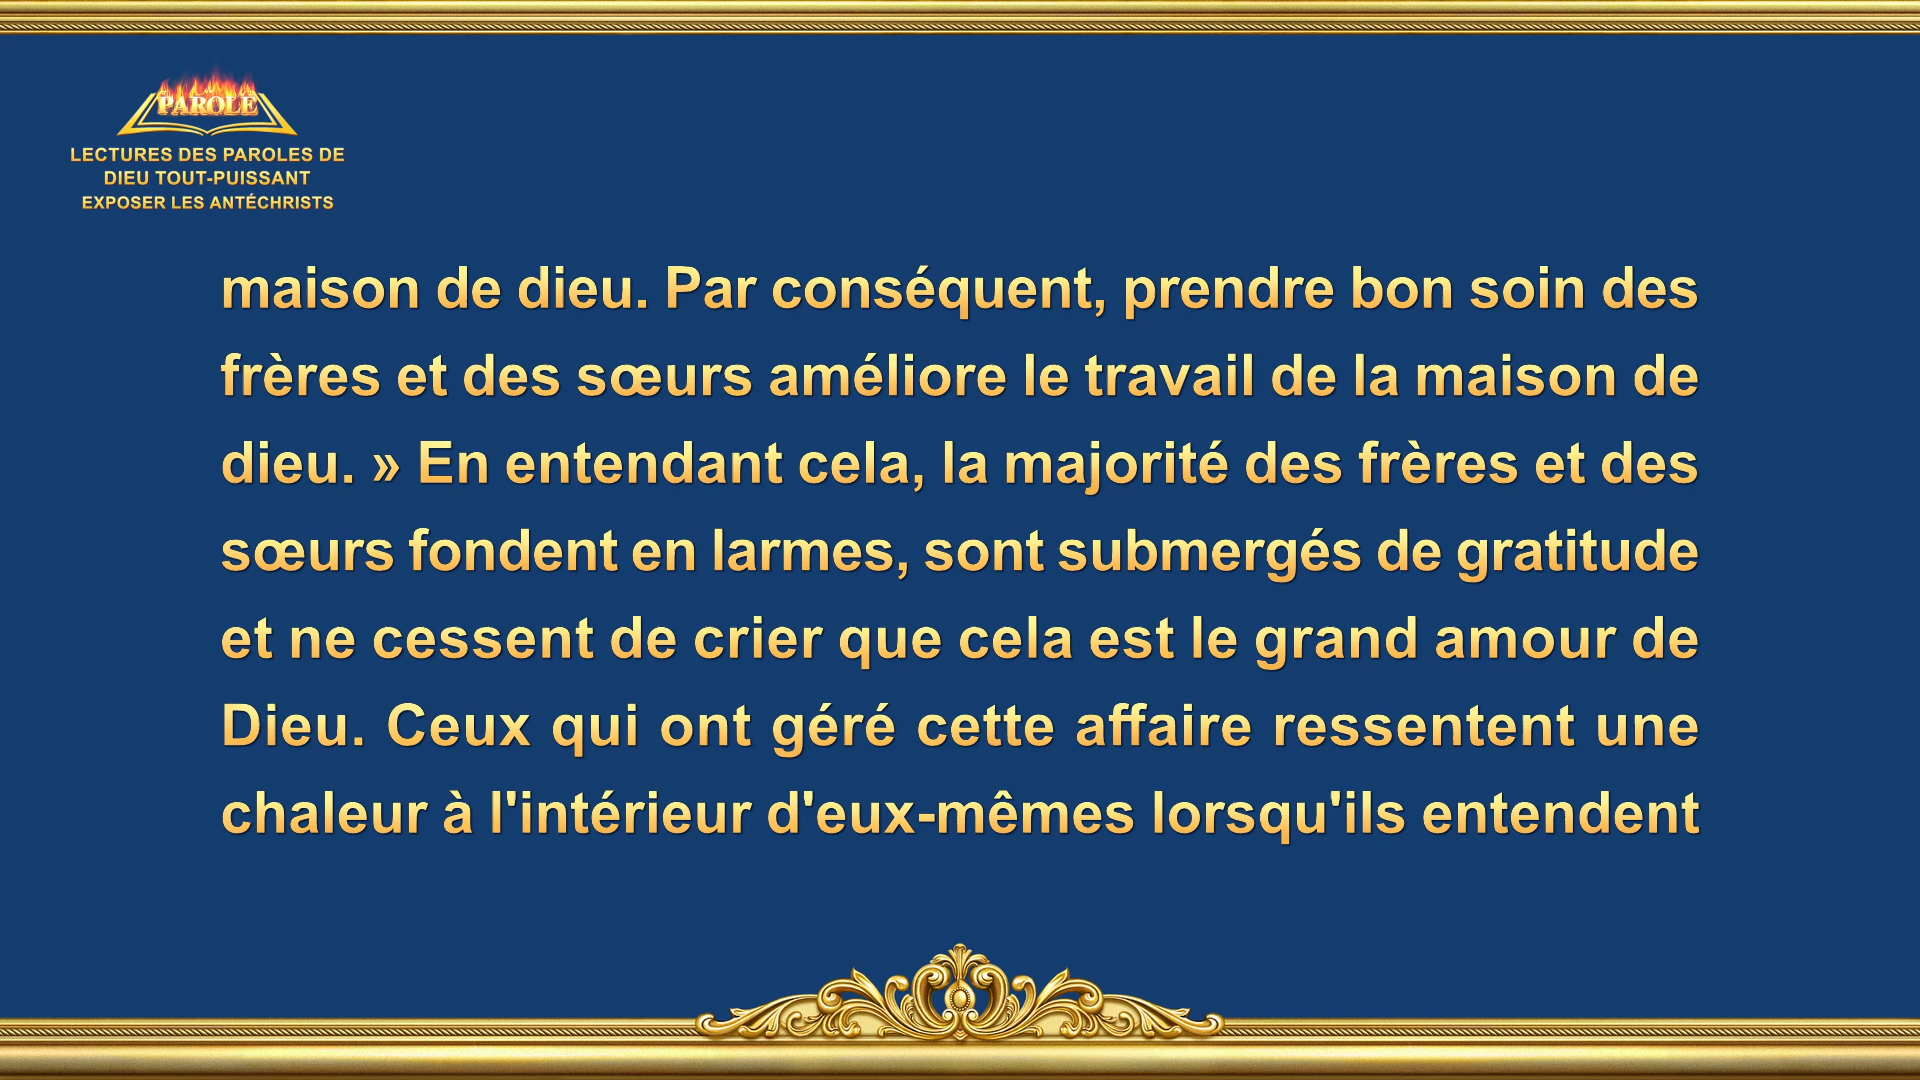 PAROLE
LECTURES DES PAROLES DE
DIEU TOUT-PUISSANT
EXPOSER LES ANTÉCHRISTS
maison de dieu. Par conséquent, prendre bon soin des
frères et des sœurs améliore le travail de la maison de
dieu. » En entendant cela, la majorité des frères et des
sœurs fondent en larmes, sont submergés de gratitude
et ne cessent de crier que cela est le grand amour de
Dieu. Ceux qui ont géré cette affaire ressentent une
chaleur à l'intérieur d'eux-mêmes lorsqu'ils entendent